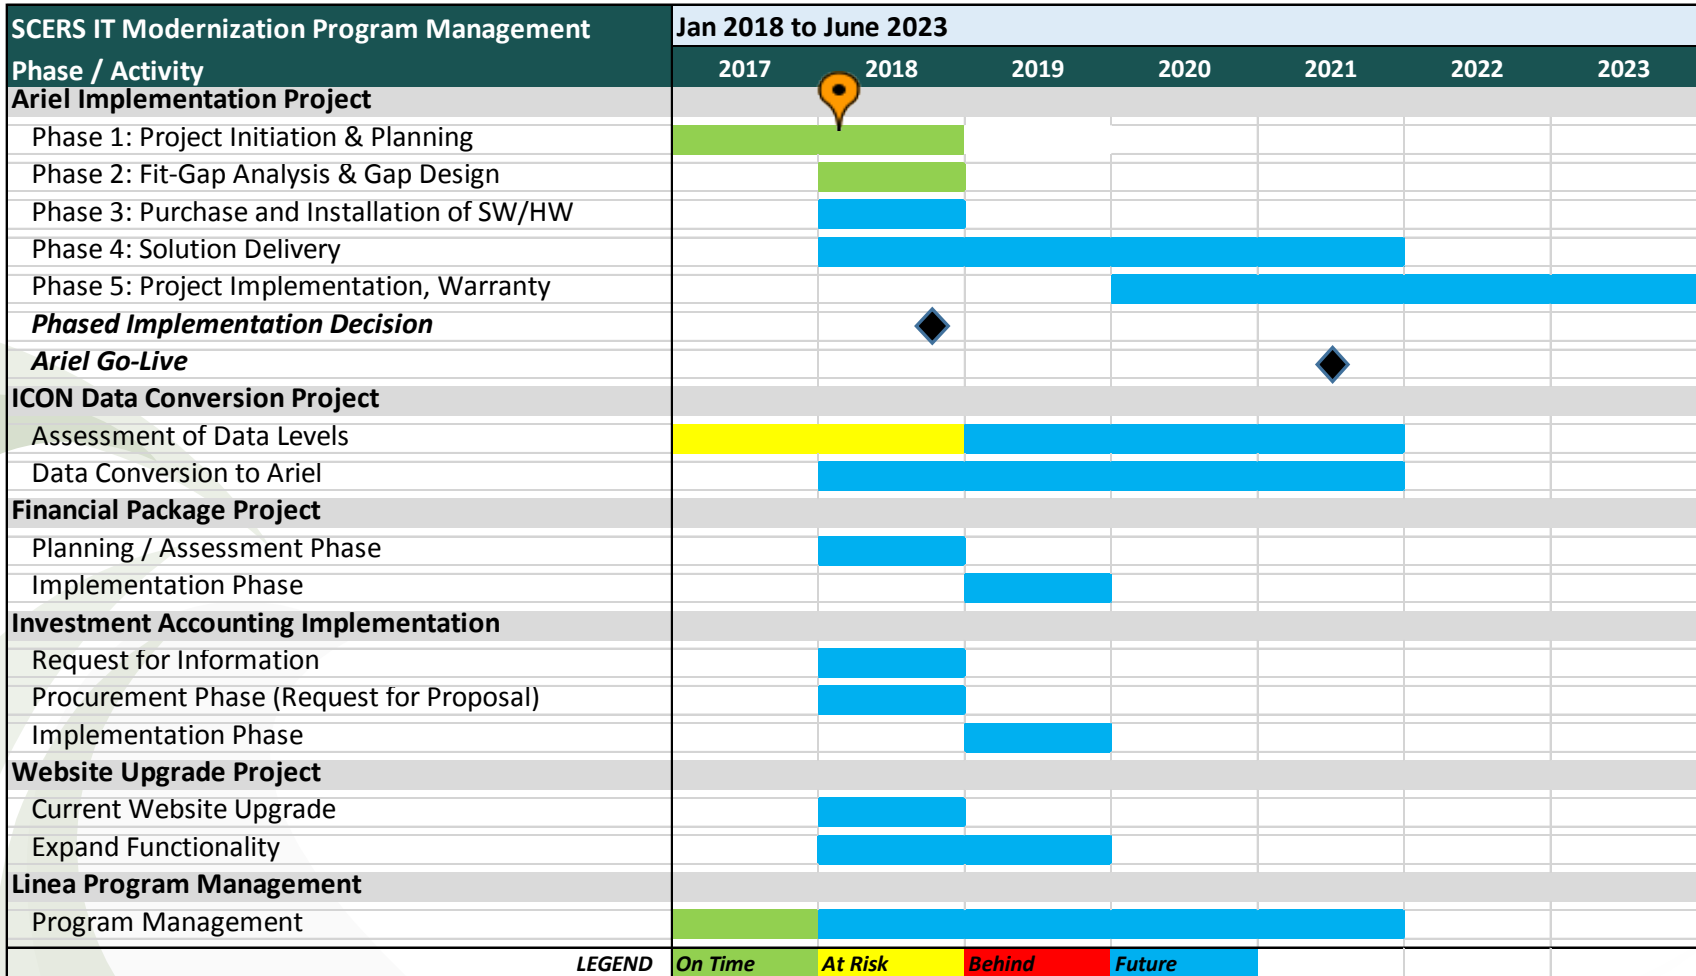 SCERS IT Modernization Program Management
Jan 2018 to June 2023
Phase / Activity
2017 2018 2019 2020 2021 2022 2023
Ariel Implementation Project
Phase 1: Project Initiation & Planning
Phase 2: Fit-Gap Analysis & Gap Design
Phase 3: Purchase and Installation of SW/HW
Phase 4: Solution Delivery
Phase 5: Project Implementation, Warranty
Phased Implementation Decision
Ariel Go-Live
ICON Data Conversion Project
Assessment of Data Levels
Data Conversion to Ariel
Financial Package Project
Planning / Assessment Phase
Implementation Phase
Investment Accounting Implementation
Request for Information
Procurement Phase (Request for Proposal)
Implementation Phase
Website Upgrade Project
Current Website Upgrade
Expand Functionality
Linea Program Management
Program Management
LEGEND On Time At Risk Behind Future